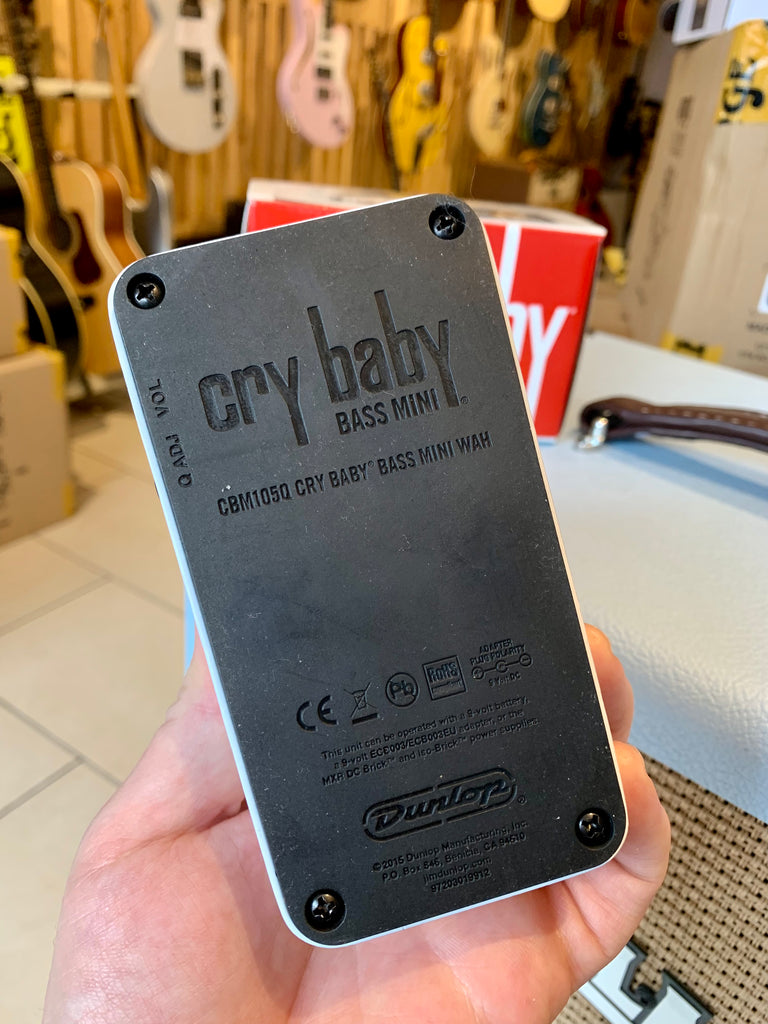 VOL
Q ADJ
cry baby
BASS MINI®
CBM105Q CRY BABY® BASS MINI WAH
CE
Pb
RoHS
compliant
ADAPTER
PLUG POLARITY
9 Volt DC
This unit can be operated with a 9-volt battery,
a 9-volt ECB003/ECB003EU adapter, or the
MXR DC Brick™ and Iso-Brick™ power supplies.
Dunlop®
©2015 Dunlop Manufacturing, Inc.
P.O. Box 846, Benicia, CA 94510
jimdunlop.com
97203019912
by™